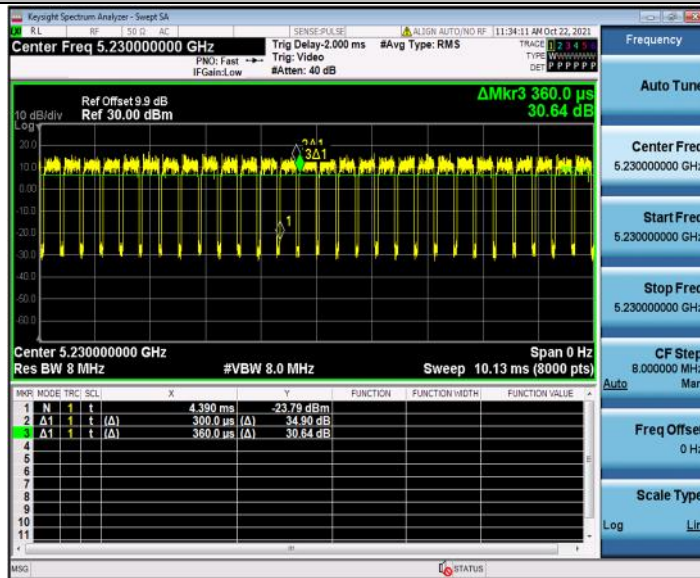 Keysight Spectrum Analyzer - Swept SA
RL RF 50 Ω AC SENSE:PULSE ALIGN AUTO/NO RF 11:34:11 AM Oct 22, 2021
Center Freq 5.230000000 GHz
PNO: Fast
IFGain:Low
Trig Delay-2.000 ms
Trig: Video
#Atten: 40 dB
#Avg Type: RMS
TRACE 1 2 3 4 5 6
TYPE WWWWWW
DET P P P P P P
Frequency
Auto Tune
Center Freq
5.230000000 GHz
Start Freq
5.230000000 GHz
Stop Freq
5.230000000 GHz
CF Step
8.000000 MHz
Auto Man
Freq Offset
0 Hz
Scale Type
Log Lin
ΔMkr3 360.0 µs
30.64 dB
Ref Offset 9.9 dB
10 dB/div Ref 30.00 dBm
Log
20.0
10.0
0.00
-10.0
-20.0
-30.0
-40.0
-50.0
-60.0
2Δ1
3Δ1
1
Center 5.230000000 GHz Span 0 Hz
Res BW 8 MHz #VBW 8.0 MHz Sweep 10.13 ms (8000 pts)
MKR MODE TRC SCL X Y FUNCTION FUNCTION WIDTH FUNCTION VALUE
1 N 1 t 4.390 ms -23.79 dBm
2 Δ1 1 t (Δ) 300.0 µs (Δ) 34.90 dB
3 Δ1 1 t (Δ) 360.0 µs (Δ) 30.64 dB
4
5
6
7
8
9
10
11
MSG STATUS